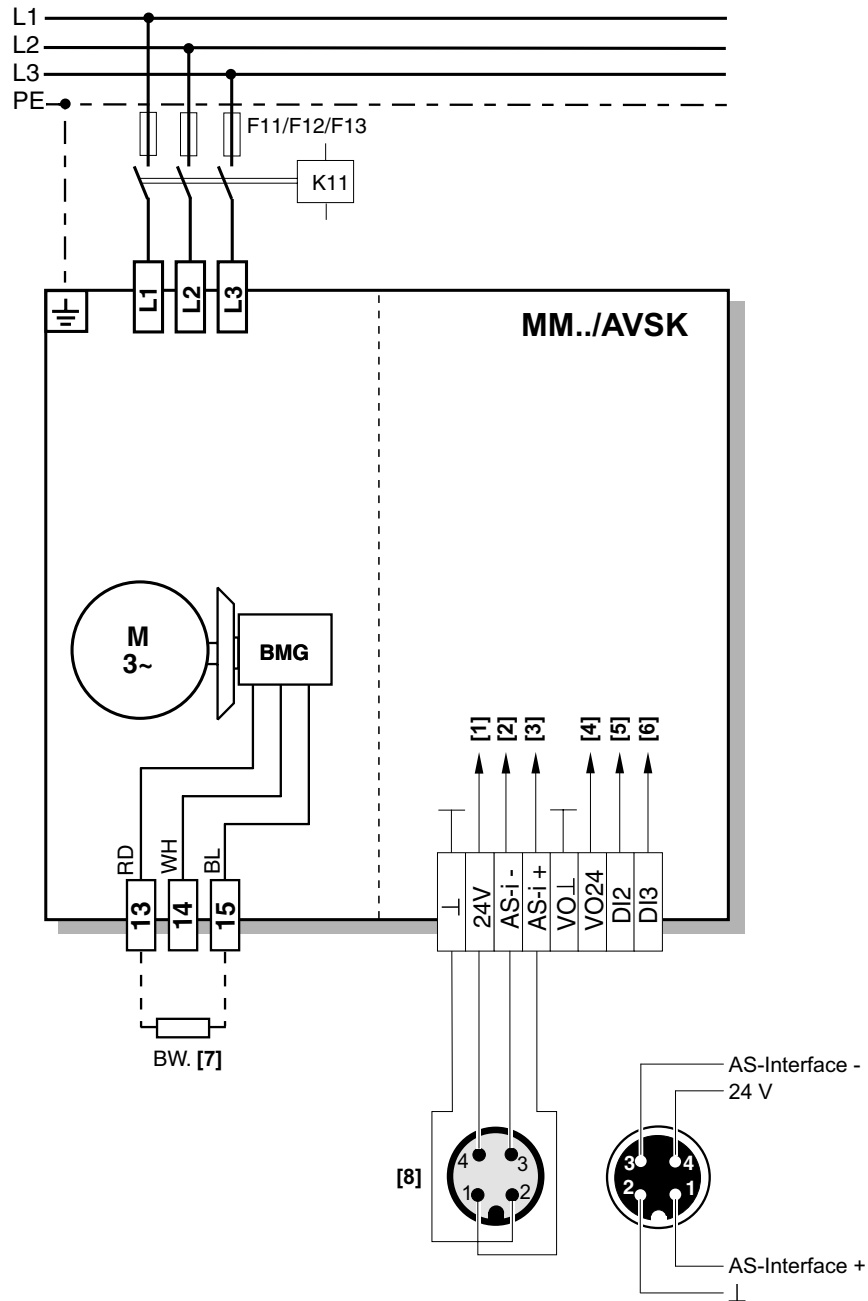 L1
L2
L3
PE
F11/F12/F13
K11
L1
L2
L3
MM../AVSK
M
3~
BMG
[1]
[2]
[3]
[4]
[5]
[6]
RD
WH
BL
13
14
15
⊥
24V
AS-i -
AS-i +
VO⊥
VO24
DI2
DI3
BW. [7]
AS-Interface -
24 V
[8]
4
3
1
2
3
4
2
1
AS-Interface +
⊥